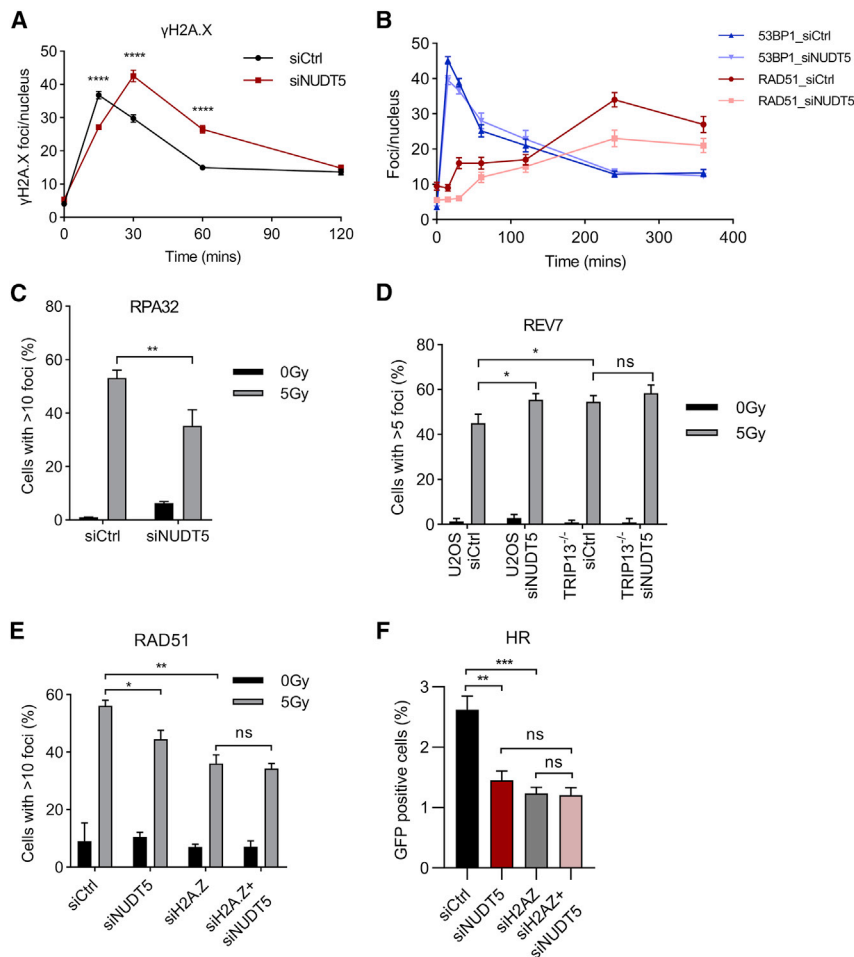 A
γH2A.X
γH2A.X foci/nucleus
50
40
30
20
10
0
0 30 60 90 120
Time (mins)
****
****
****
siCtrl
siNUDT5
B
Foci/nucleus
50
40
30
20
10
0
0 100 200 300 400
Time (mins)
53BP1_siCtrl
53BP1_siNUDT5
RAD51_siCtrl
RAD51_siNUDT5
C
RPA32
Cells with >10 foci (%)
80
60
40
20
0
**
siCtrl siNUDT5
0Gy
5Gy
D
REV7
Cells with >5 foci (%)
80
60
40
20
0
*
*
ns
U2OS siCtrl
U2OS siNUDT5
TRIP13-/- siCtrl
TRIP13-/- siNUDT5
0Gy
5Gy
E
RAD51
Cells with >10 foci (%)
60
40
20
0
**
*
ns
siCtrl
siNUDT5
siH2A.Z
siH2A.Z+
siNUDT5
0Gy
5Gy
F
HR
GFP positive cells (%)
3
2
1
0
***
**
ns
ns
siCtrl
siNUDT5
siH2AZ
siH2AZ+
siNUDT5